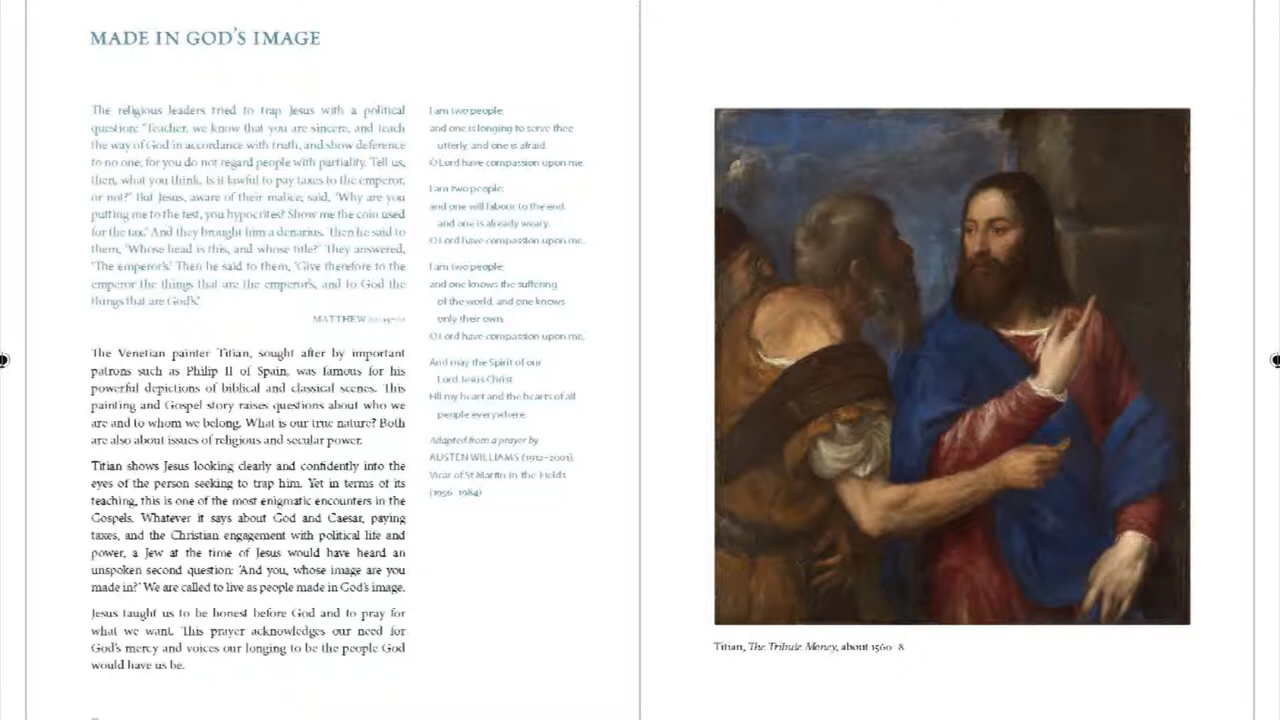 MADE IN GOD'S IMAGE
The religious leaders tried to trap Jesus with a political
question: 'Teacher, we know that you are sincere, and teach
the way of God in accordance with truth, and show deference
to no one; for you do not regard people with partiality. Tell us,
then, what you think. Is it lawful to pay taxes to the emperor,
or not?' But Jesus, aware of their malice, said, 'Why are you
putting me to the test, you hypocrites? Show me the coin used
for the tax.' And they brought him a denarius. Then he said to
them, 'Whose head is this, and whose title?' They answered,
'The emperor's.' Then he said to them, 'Give therefore to the
emperor the things that are the emperor's, and to God the
things that are God's.'
MATTHEW
The Venetian painter Titian, sought after by important
patrons such as Philip II of Spain, was famous for his
powerful depictions of biblical and classical scenes. This
painting and Gospel story raises questions about who we
are and to whom we belong. What is our true nature? Both
are also about issues of religious and secular power.
Titian shows Jesus looking clearly and confidently into the
eyes of the person seeking to trap him. Yet in terms of its
teaching, this is one of the most enigmatic encounters in the
Gospels. Whatever it says about God and Caesar, paying
taxes, and the Christian engagement with political life and
power, a Jew at the time of Jesus would have heard an
unspoken second question: 'And you, whose image are you
made in?' We are called to live as people made in God's image.
Jesus taught us to be honest before God and to pray for
what we want. This prayer acknowledges our need for
God's mercy and voices our longing to be the people God
would have us be.
I am two people;
and one is longing to serve thee
utterly, and one is afraid.
O Lord have compassion upon me.
I am two people;
and one will labour to the end,
and one is already weary.
O Lord have compassion upon me.
I am two people;
and one knows the suffering
of the world, and one knows
only their own.
O Lord have compassion upon me.
And may the Spirit of our
Lord Jesus Christ
Fill my heart and the hearts of all
people everywhere.
Adapted from a prayer by
AUSTEN WILLIAMS (1912–2001),
Vicar of St Martin-in-the-Fields
(1956–1984)
Titian, The Tribute Money, about 1560–8